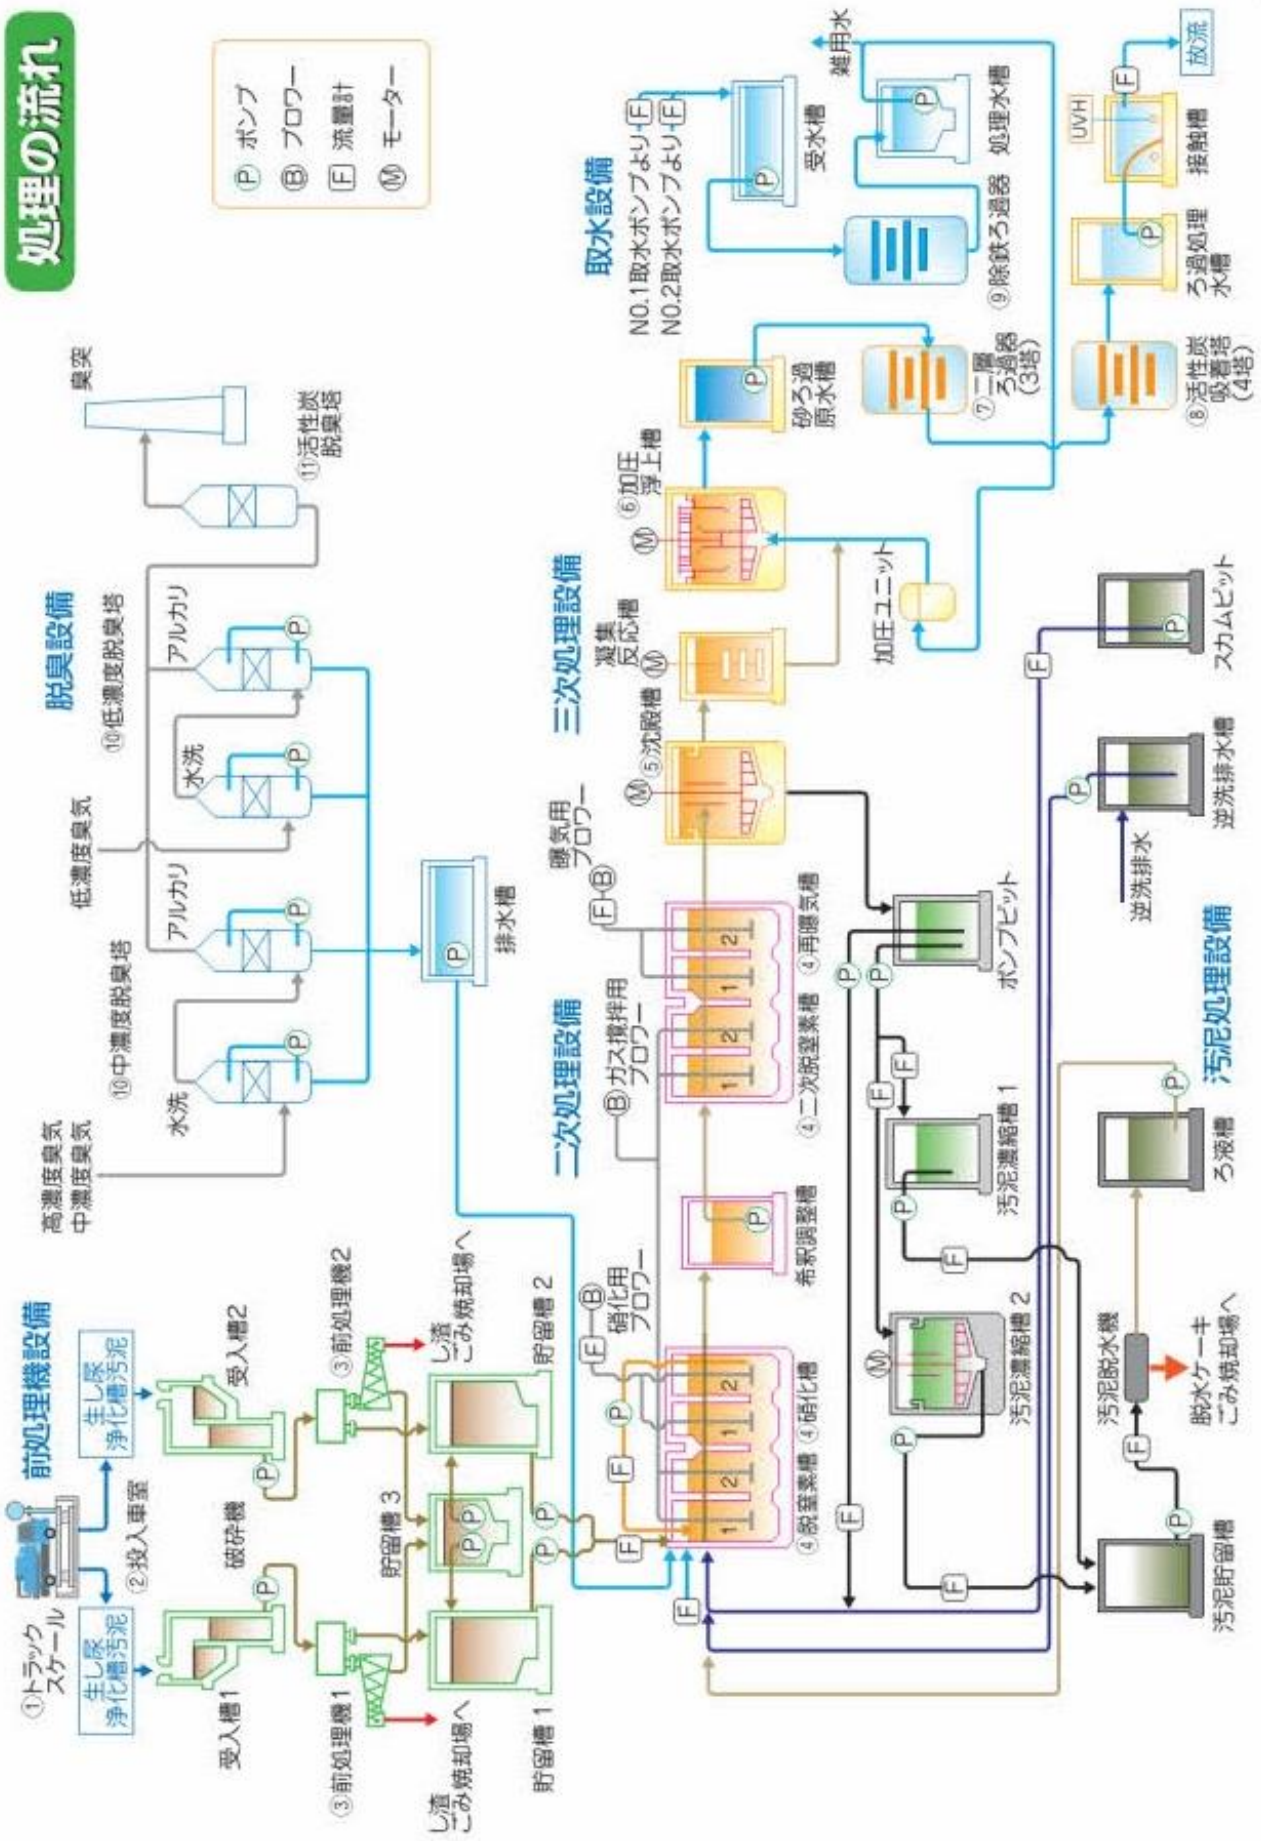 処理の流れ
Ⓟ ポンプ
Ⓑ ブロワー
F 流量計
Ⓜ モーター
前処理機設備
①トラック
スケール
②投入車室
生し尿
浄化槽汚泥
生し尿
浄化槽汚泥
受入槽1
破砕機
受入槽2
P
P
③前処理機1
③前処理機2
し渣
ごみ焼却場へ
し渣
ごみ焼却場へ
貯留槽 3
P
P
貯留槽 1
貯留槽 2
P
P
F
脱臭設備
高濃度臭気
中濃度臭気
低濃度臭気
⑩中濃度脱臭塔
⑩低濃度脱臭塔
水洗
アルカリ
水洗
アルカリ
P
P
P
P
臭突
⑪活性炭
脱臭塔
排水槽
P
二次処理設備
硝化用
ブロワー
F
B
P
F
Ⓑガス撹拌用
ブロワー
曝気用
ブロワー
F
B
1
2
1
2
④脱窒素槽
④硝化槽
F
希釈調整槽
P
1
2
1
2
④二次脱窒素槽
④再曝気槽
三次処理設備
M
⑤沈殿槽
凝集
反応槽
M
⑥加圧
浮上槽
M
加圧ユニット
砂ろ過
原水槽
P
⑦二層
ろ過器
(3塔)
⑧活性炭
吸着塔
(4塔)
ろ過処理
水槽
P
接触槽
UVH
F
放流
取水設備
NO.1取水ポンプより
F
NO.2取水ポンプより
F
受水槽
P
⑨除鉄ろ過器
処理水槽
P
雑用水
汚泥処理設備
ポンプピット
P
P
F
F
F
汚泥濃縮槽 1
P
F
汚泥濃縮槽 2
M
P
F
汚泥貯留槽
P
F
汚泥脱水機
脱水ケーキ
ごみ焼却場へ
ろ液槽
P
逆洗排水
逆洗排水槽
P
スカムピット
P
F